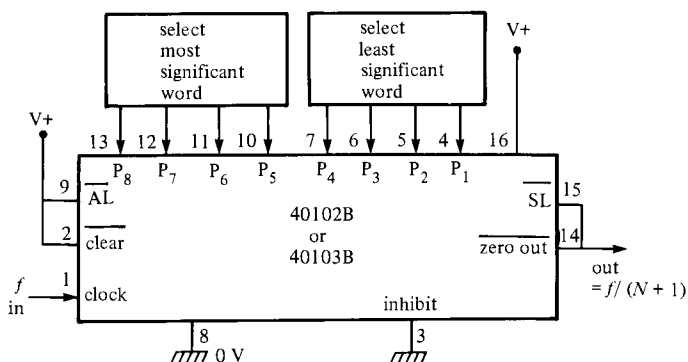 select
most
significant
word
select
least
significant
word
V+
V+
13 12 11 10 7 6 5 4 16
P8 P7 P6 P5 P4 P3 P2 P1
9 AL
SL 15
40102B
or
40103B
2 clear
zero out 14
out
= f/(N + 1)
f
in
1
clock
inhibit
8
0 V
3